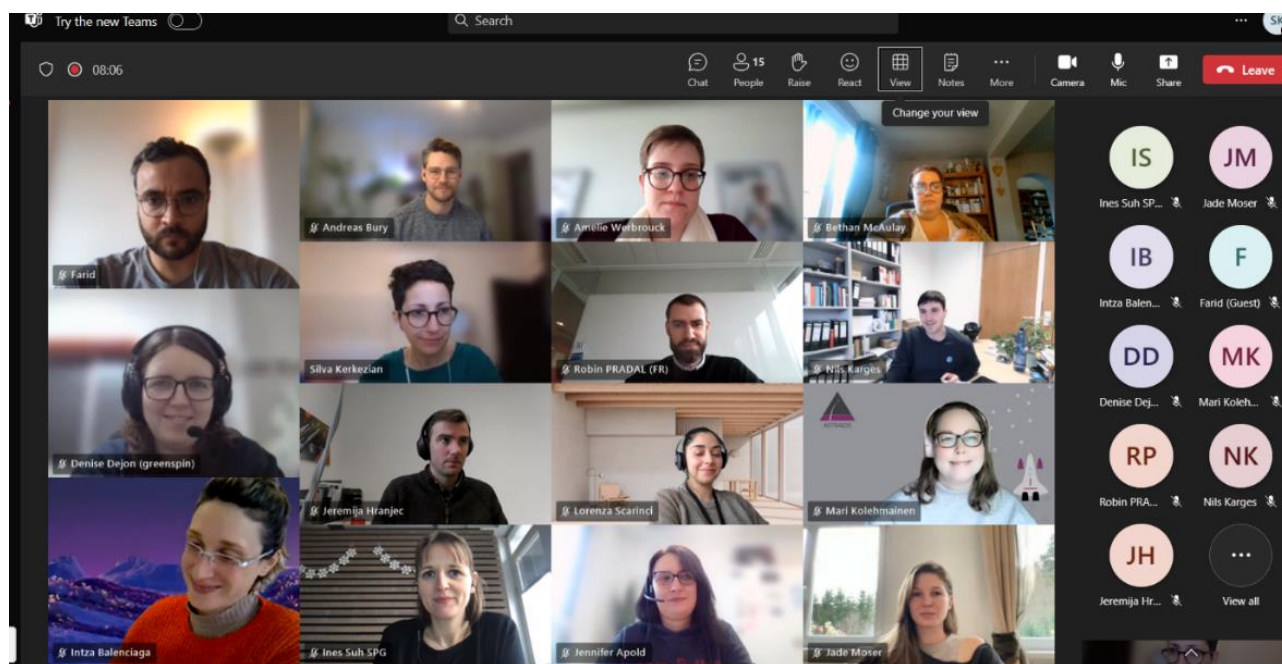 Try the new Teams
Search
...
SK
08:06
Chat
15
People
Raise
React
View
Notes
More
Camera
Mic
Share
Leave
Change your view
Farid
Andreas Bury
Amelie Werbrouck
Bethan McAulay
Denise Dejon (greenspin)
Silva Kerkezian
Robin PRADAL (FR)
Nils Karges
Jeremija Hranjec
Lorenza Scarinci
Mari Kolehmainen
Intza Balenciaga
Ines Suh SPG
Jennifer Apold
Jade Moser
IS
Ines Suh SP...
JM
Jade Moser
IB
Intza Balen...
F
Farid (Guest)
DD
Denise Dej...
MK
Mari Koleh...
RP
Robin PRA...
NK
Nils Karges
JH
Jeremija Hr...
...
View all